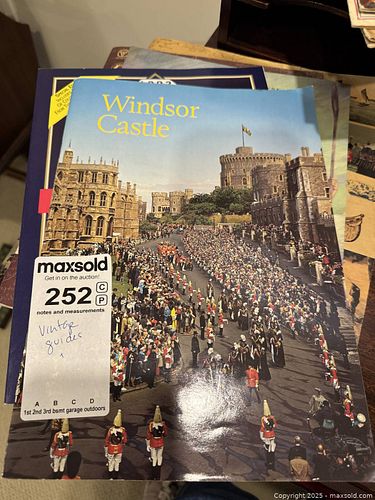 Windsor
Castle
maxsold
Get in on the auction!
252 C P
notes and measurements
vintage
guides
A B C D
1st 2nd 3rd bsmt garage outdoors
Copyright © 2025 - maxsold.com